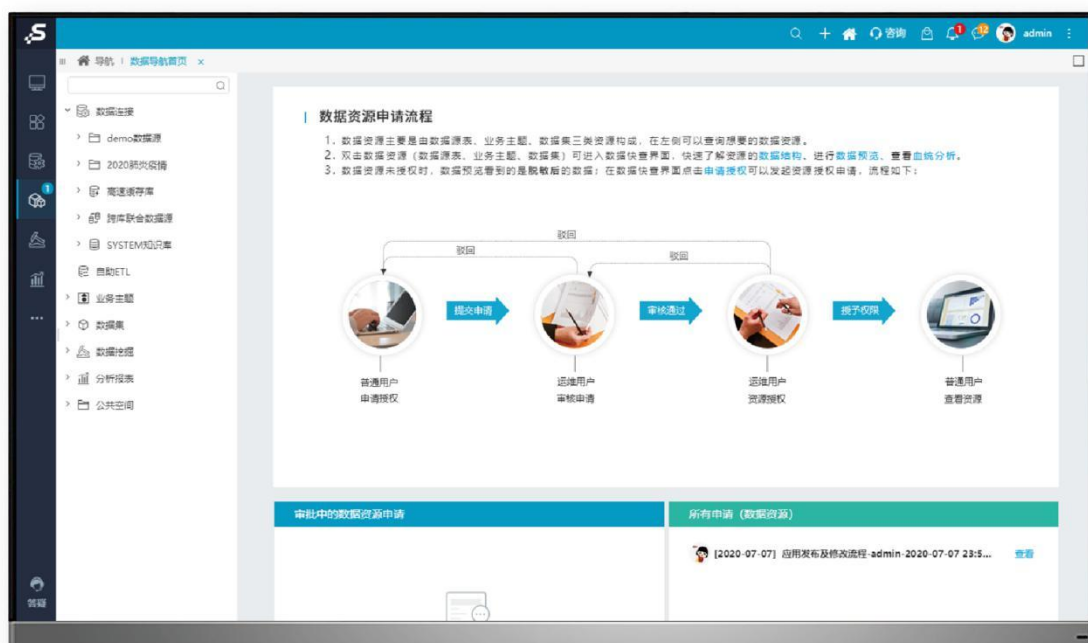 S
咨询
1
12
admin
导航
数据导航首页 ×
数据连接
demo数据源
2020肺炎疫情
高速缓存库
跨库联合数据源
SYSTEM知识库
自助ETL
业务主题
数据集
数据挖掘
分析报表
公共空间
1
答疑
数据资源申请流程
1. 数据资源主要是由数据源表、业务主题、数据集三类资源构成，在左侧可以查询想要的数据资源。
2. 双击数据资源（数据源表、业务主题、数据集）可进入数据快查界面，快速了解资源的数据结构、进行数据预览、查看血统分析。
3. 数据资源未授权时，数据预览看到的是脱敏后的数据；在数据快查界面点击申请授权可以发起资源授权申请，流程如下：
驳回
驳回
驳回
提交申请
审核通过
授予权限
普通用户
申请授权
运维用户
审核申请
运维用户
资源授权
普通用户
查看资源
审批中的数据资源申请
所有申请（数据资源）
[2020-07-07] 应用发布及修改流程-admin-2020-07-07 23:5...
查看